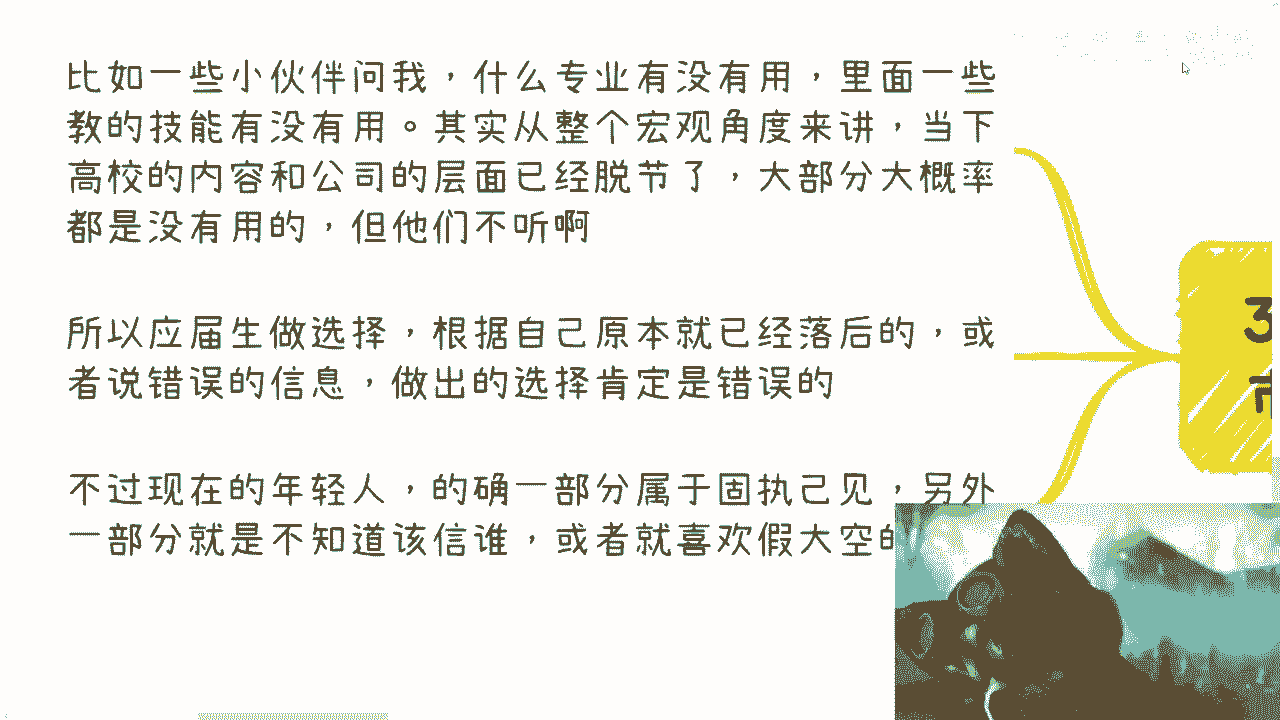 比如一些小伙伴问我，什么专业有没有用，里面一些
教的技能有没有用。其实从整个宏观角度来讲，当下
高校的内容和公司的层面已经脱节了，大部分大概率
都是没有用的，但他们不听啊
所以应届生做选择，根据自己原本就已经落后的，或
者说错误的信息，做出的选择肯定是错误的
不过现在的年轻人，的确一部分属于固执己见，另外
一部分就是不知道该信谁，或者就喜欢假大空的
3